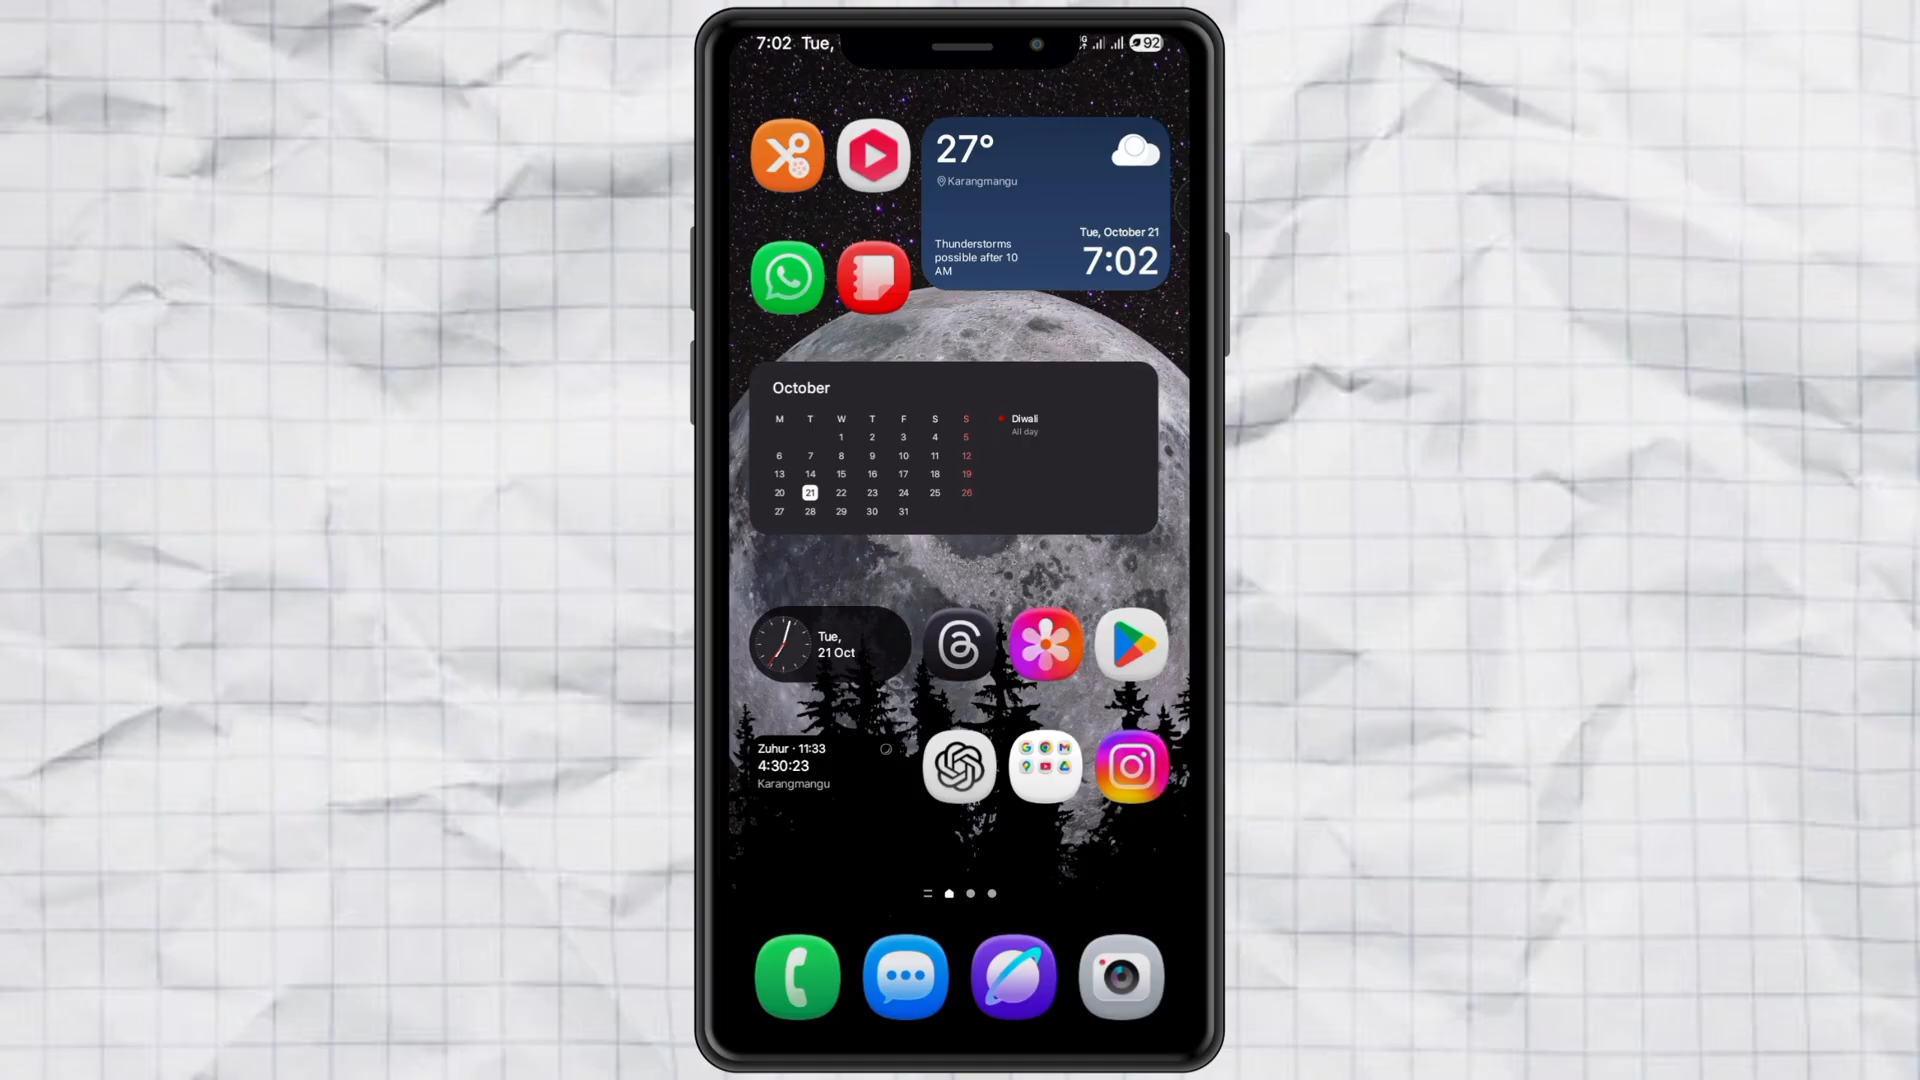 7:02 Tue,
92
27°
Karangmangu
Thunderstorms
possible after 10
AM
Tue, October 21
7:02
October
M T W T F S S
1 2 3 4 5
6 7 8 9 10 11 12
13 14 15 16 17 18 19
20 21 22 23 24 25 26
27 28 29 30 31
Diwali
All day
Tue,
21 Oct
Zuhur · 11:33
4:30:23
Karangmangu